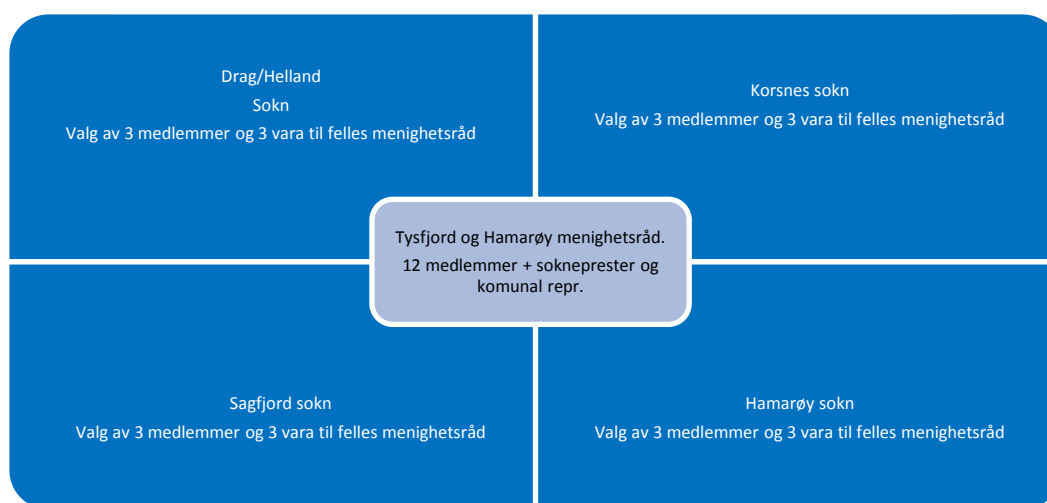 Drag/Helland
Sokn
Valg av 3 medlemmer og 3 vara til felles menighetsråd
Korsnes sokn
Valg av 3 medlemmer og 3 vara til felles menighetsråd
Tysfjord og Hamarøy menighetsråd.
12 medlemmer + sokneprester og
komunal repr.
Sagfjord sokn
Valg av 3 medlemmer og 3 vara til felles menighetsråd
Hamarøy sokn
Valg av 3 medlemmer og 3 vara til felles menighetsråd